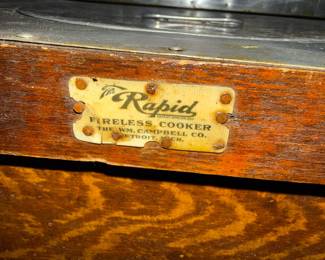 The Rapid
FIRELESS COOKER
THE WM. CAMPBELL CO.
DETROIT, MICH.